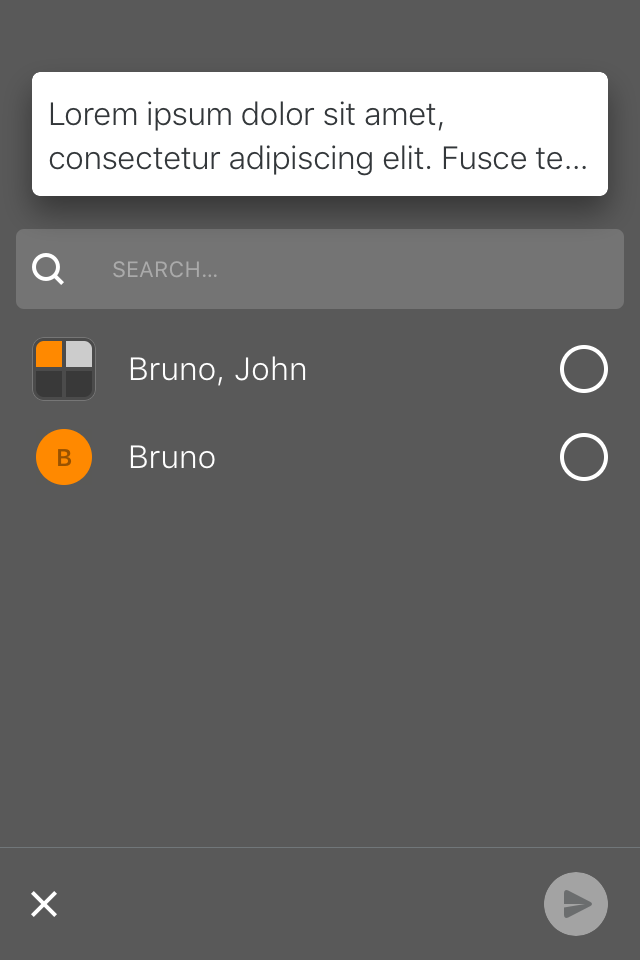 Lorem ipsum dolor sit amet,
consectetur adipiscing elit. Fusce te...
SEARCH...
Bruno, John
B
Bruno